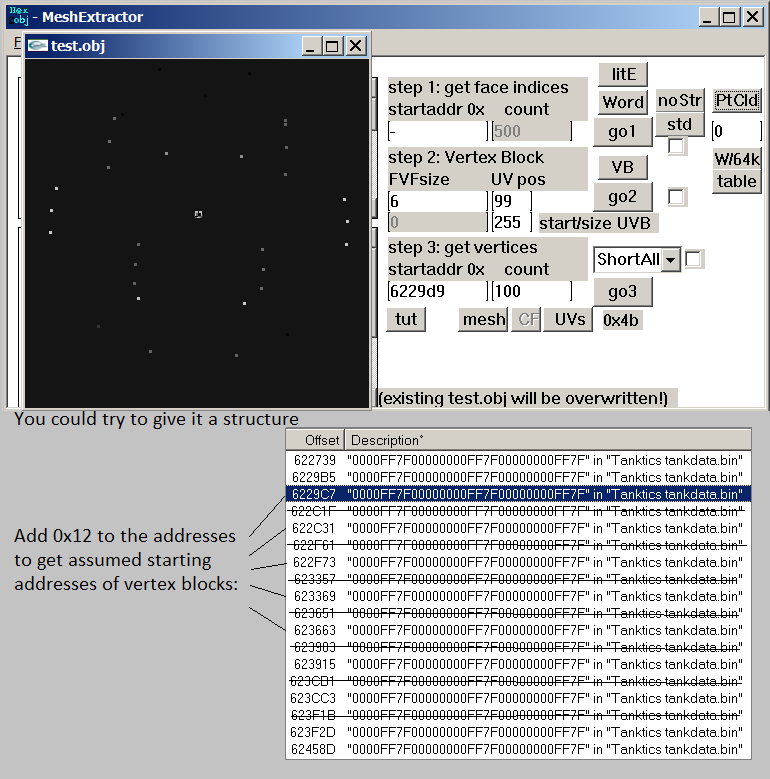 Hex
obj - MeshExtractor
F
test.obj
step 1: get face indices
startaddr 0x count
- 500
litE
Word
go1
noStr
std
PtCld
0
W/64k
table
step 2: Vertex Block
FVFsize UV pos
6 99
0 255 start/size UVB
VB
go2
step 3: get vertices
startaddr 0x count
6229d9 100
ShortAll
go3
tut mesh CF UVs 0x4b
(existing test.obj will be overwritten!)
You could try to give it a structure
Add 0x12 to the addresses
to get assumed starting
addresses of vertex blocks:
Offset Description*
622739 "0000FF7F00000000FF7F00000000FF7F" in "Tanktics tankdata.bin"
6229B5 "0000FF7F00000000FF7F00000000FF7F" in "Tanktics tankdata.bin"
6229C7 "0000FF7F00000000FF7F00000000FF7F" in "Tanktics tankdata.bin"
622C1F "0000FF7F00000000FF7F00000000FF7F" in "Tanktics tankdata.bin"
622C31 "0000FF7F00000000FF7F00000000FF7F" in "Tanktics tankdata.bin"
622F61 "0000FF7F00000000FF7F00000000FF7F" in "Tanktics tankdata.bin"
622F73 "0000FF7F00000000FF7F00000000FF7F" in "Tanktics tankdata.bin"
623357 "0000FF7F00000000FF7F00000000FF7F" in "Tanktics tankdata.bin"
623369 "0000FF7F00000000FF7F00000000FF7F" in "Tanktics tankdata.bin"
623651 "0000FF7F00000000FF7F00000000FF7F" in "Tanktics tankdata.bin"
623663 "0000FF7F00000000FF7F00000000FF7F" in "Tanktics tankdata.bin"
623903 "0000FF7F00000000FF7F00000000FF7F" in "Tanktics tankdata.bin"
623915 "0000FF7F00000000FF7F00000000FF7F" in "Tanktics tankdata.bin"
623CB1 "0000FF7F00000000FF7F00000000FF7F" in "Tanktics tankdata.bin"
623CC3 "0000FF7F00000000FF7F00000000FF7F" in "Tanktics tankdata.bin"
623F1B "0000FF7F00000000FF7F00000000FF7F" in "Tanktics tankdata.bin"
623F2D "0000FF7F00000000FF7F00000000FF7F" in "Tanktics tankdata.bin"
62458D "0000FF7F00000000FF7F00000000FF7F" in "Tanktics tankdata.bin"